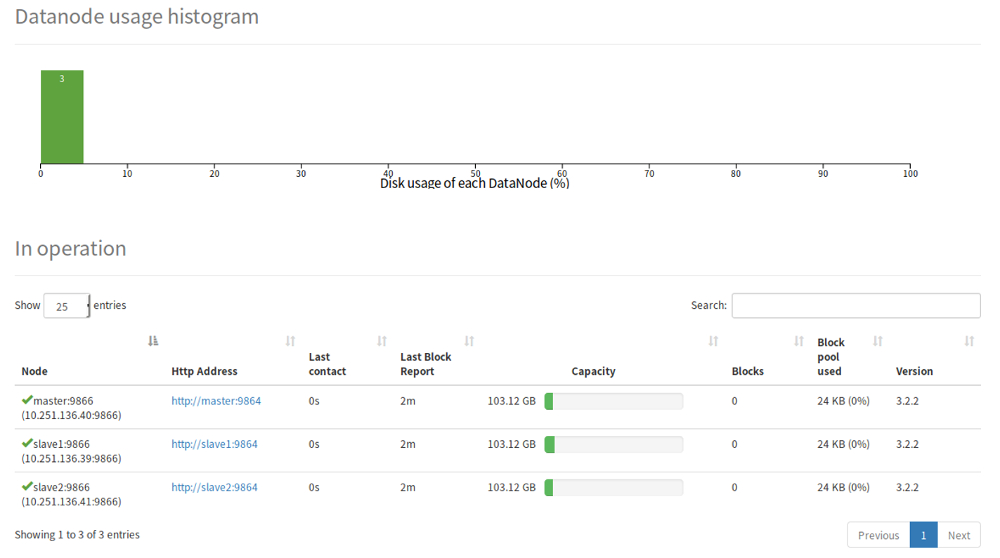 Datanode usage histogram
3
0 10 20 30 40 50 60 70 80 90 100
Disk usage of each DataNode (%)
In operation
Show 25 entries Search:
Node Http Address Last contact Last Block Report Capacity Blocks Block pool used Version
master:9866 http://master:9864 0s 2m 103.12 GB 0 24 KB (0%) 3.2.2
(10.251.136.40:9866)
slave1:9866 http://slave1:9864 0s 2m 103.12 GB 0 24 KB (0%) 3.2.2
(10.251.136.39:9866)
slave2:9866 http://slave2:9864 0s 2m 103.12 GB 0 24 KB (0%) 3.2.2
(10.251.136.41:9866)
Showing 1 to 3 of 3 entries Previous 1 Next